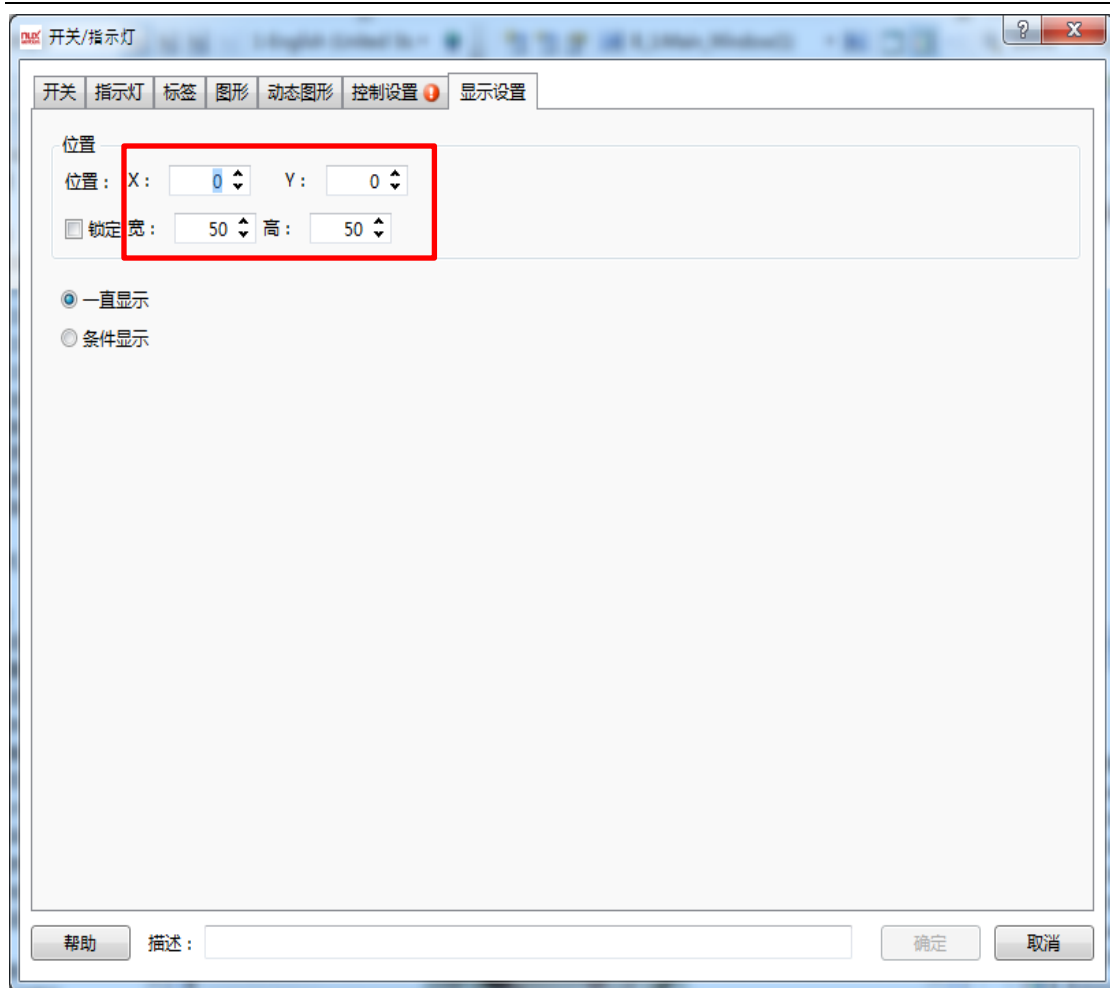 开关/指示灯
开关 指示灯 标签 图形 动态图形 控制设置 显示设置
位置
位置： X： 0 Y： 0
锁定 宽： 50 高： 50
一直显示
条件显示
帮助 描述： 确定 取消